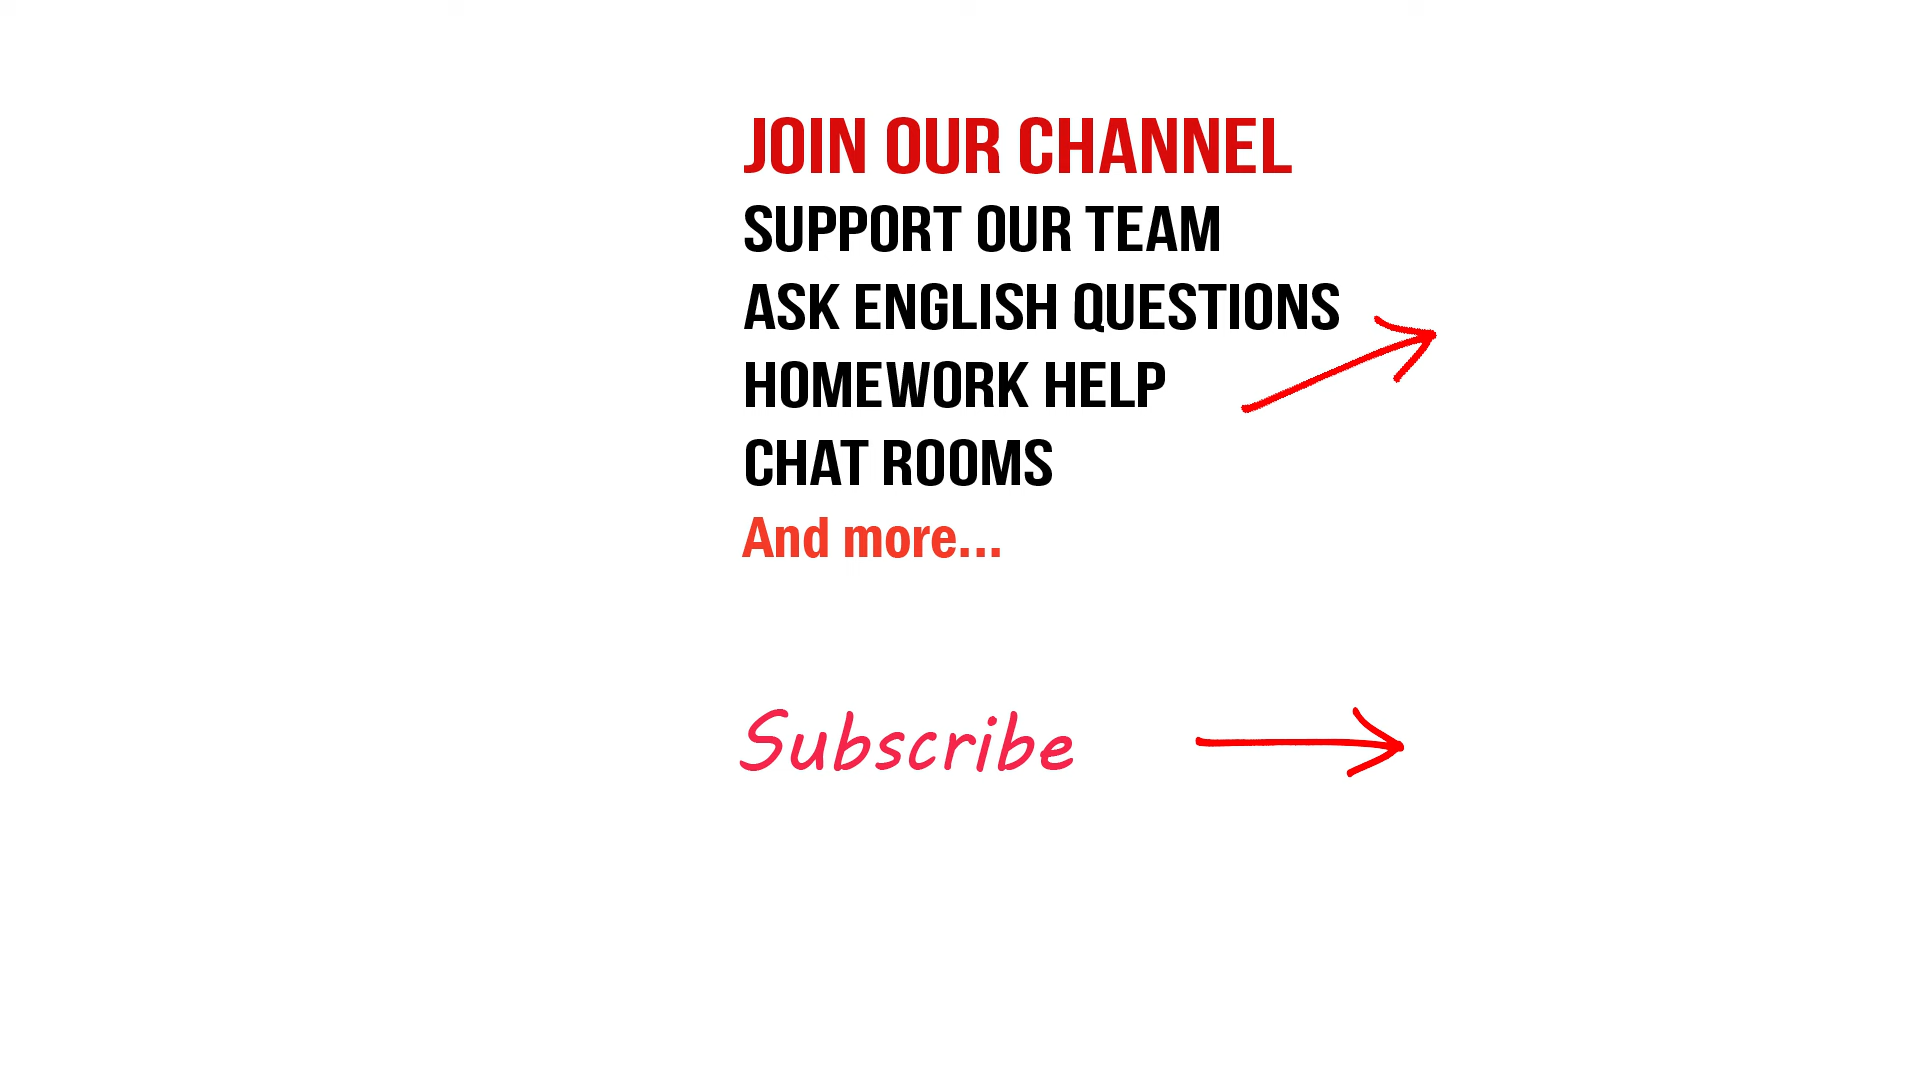 JOIN OUR CHANNEL
SUPPORT OUR TEAM
ASK ENGLISH QUESTIONS
HOMEWORK HELP
CHAT ROOMS
And more...
Subscribe